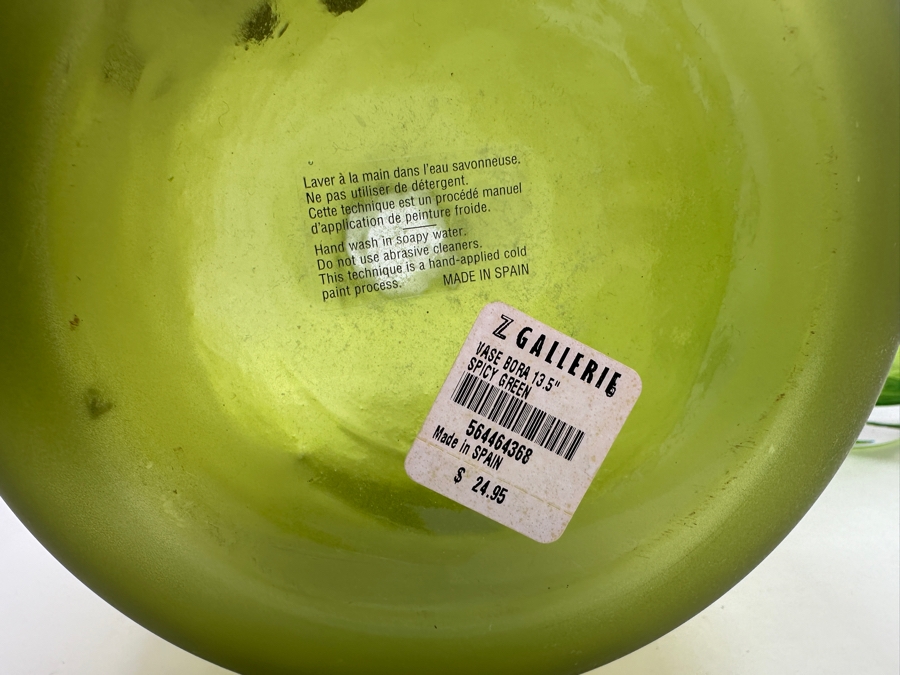 Laver à la main dans l'eau savonneuse.
Ne pas utiliser de détergent.
Cette technique est un procédé manuel
d'application de peinture froide.
Hand wash in soapy water.
Do not use abrasive cleaners.
This technique is a hand-applied cold
paint process. MADE IN SPAIN
Z GALLERIE
VASE BORA 13.5"
SPICY GREEN
564464368
Made in SPAIN
$ 24.95